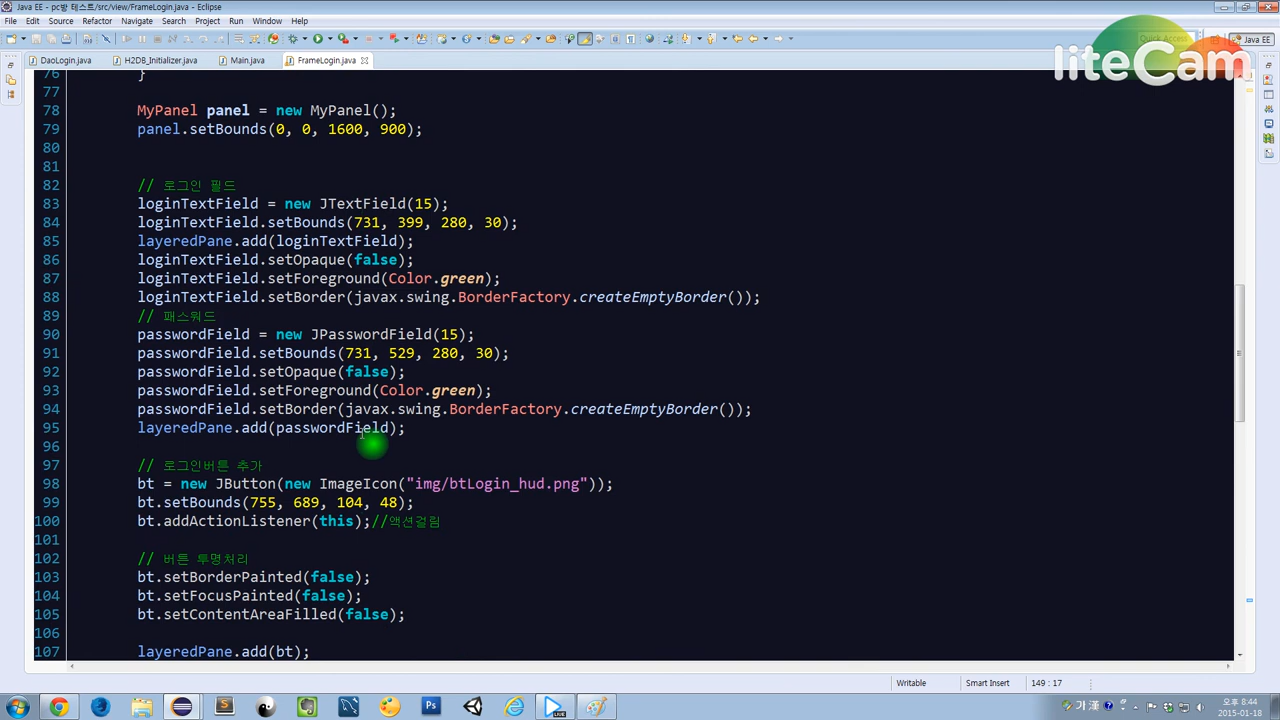 Java EE - pc방 테스트/src/view/FrameLogin.java - Eclipse
File Edit Source Refactor Navigate Search Project Run Window Help
Quick Access
Java EE
liteCam
DaoLogin.java H2DB_Initializer.java Main.java FrameLogin.java
76 }
77
78 MyPanel panel = new MyPanel();
79 panel.setBounds(0, 0, 1600, 900);
80
81
82 // 로그인 필드
83 loginTextField = new JTextField(15);
84 loginTextField.setBounds(731, 399, 280, 30);
85 layeredPane.add(loginTextField);
86 loginTextField.setOpaque(false);
87 loginTextField.setForeground(Color.green);
88 loginTextField.setBorder(javax.swing.BorderFactory.createEmptyBorder());
89 // 패스워드
90 passwordField = new JPasswordField(15);
91 passwordField.setBounds(731, 529, 280, 30);
92 passwordField.setOpaque(false);
93 passwordField.setForeground(Color.green);
94 passwordField.setBorder(javax.swing.BorderFactory.createEmptyBorder());
95 layeredPane.add(passwordField);
96
97 // 로그인버튼 추가
98 bt = new JButton(new ImageIcon("img/btLogin_hud.png"));
99 bt.setBounds(755, 689, 104, 48);
100 bt.addActionListener(this);//액션걸림
101
102 // 버튼 투명처리
103 bt.setBorderPainted(false);
104 bt.setFocusPainted(false);
105 bt.setContentAreaFilled(false);
106
107 layeredPane.add(bt);
Writable Smart Insert 149 : 17
Ps
LIVE
가 漢
오후 8:44
2015-01-18